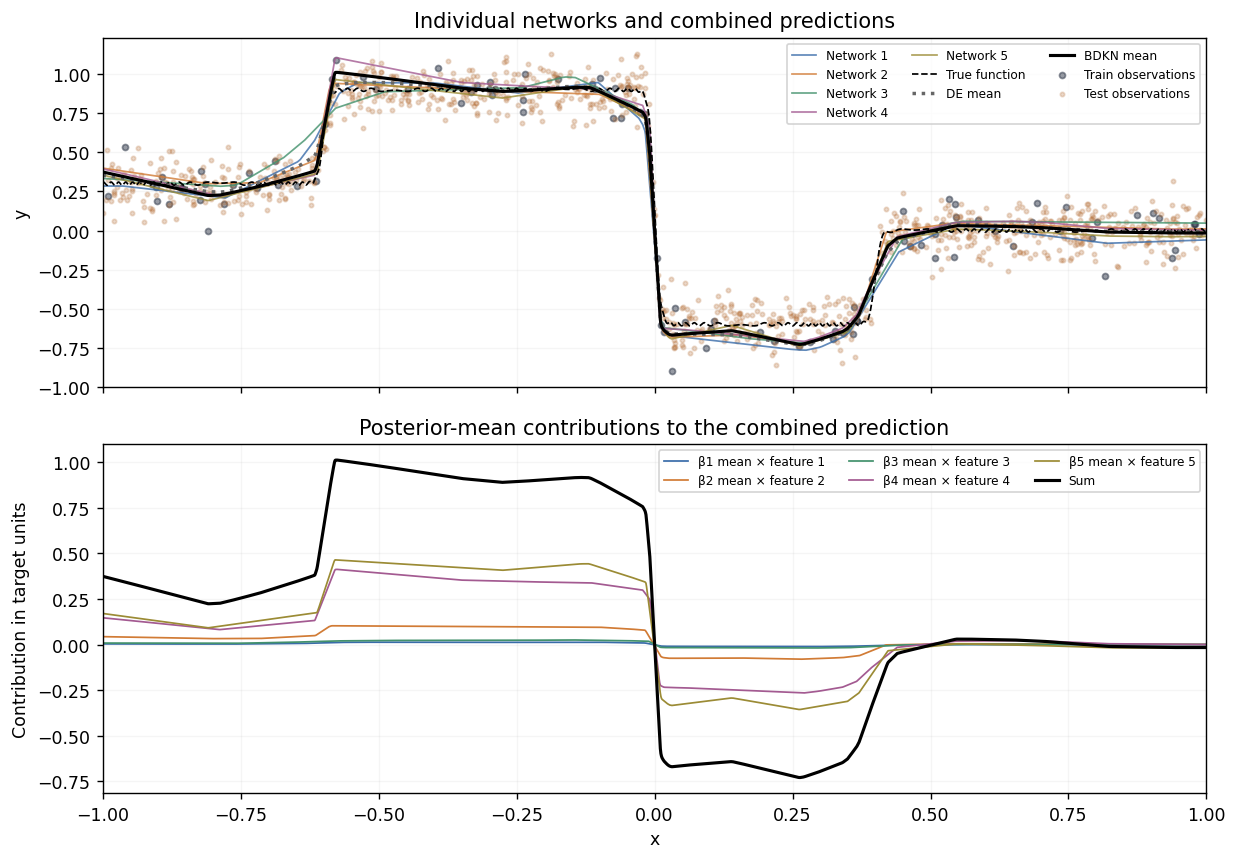 Individual networks and combined predictions
1.00
0.75
0.50
0.25
0.00
−0.25
−0.50
−0.75
−1.00
y
Network 1
Network 2
Network 3
Network 4
Network 5
True function
DE mean
BDKN mean
Train observations
Test observations
Posterior-mean contributions to the combined prediction
1.00
0.75
0.50
0.25
0.00
−0.25
−0.50
−0.75
Contribution in target units
β1 mean × feature 1
β2 mean × feature 2
β3 mean × feature 3
β4 mean × feature 4
β5 mean × feature 5
Sum
−1.00 −0.75 −0.50 −0.25 0.00 0.25 0.50 0.75 1.00
x